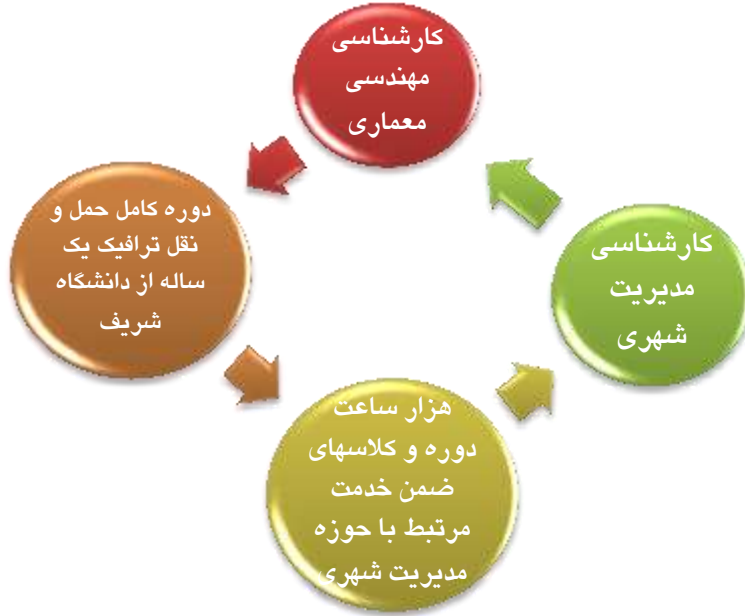 کارشناسی
مهندسی
معماری
دوره کامل حمل و
نقل ترافیک یک
ساله از دانشگاه
شریف
هزار ساعت
دوره و کلاسهای
ضمن خدمت
مرتبط با حوزه
مدیریت شهری
کارشناسی
مدیریت
شهری